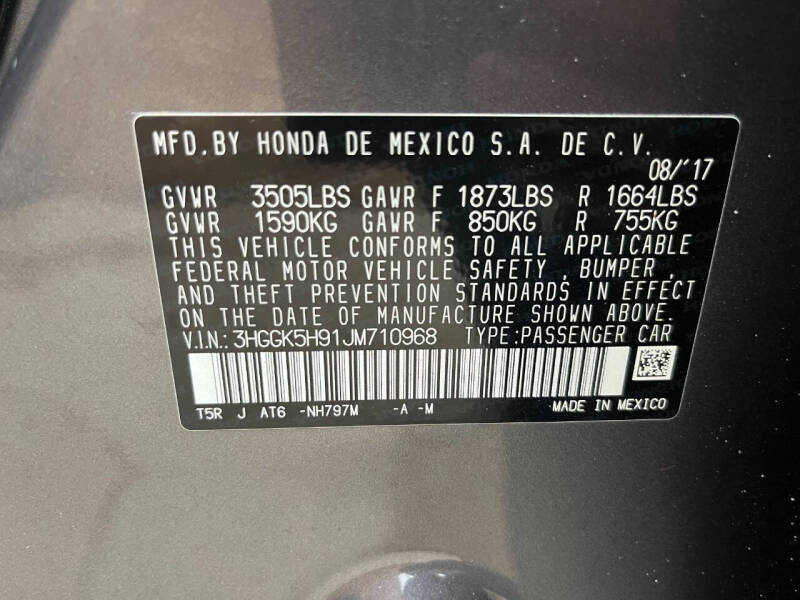 MFD. BY HONDA DE MEXICO S.A. DE C.V.
08/'17
GVWR 3505LBS GAWR F 1873LBS R 1664LBS
GVWR 1590KG GAWR F 850KG R 755KG
THIS VEHICLE CONFORMS TO ALL APPLICABLE
FEDERAL MOTOR VEHICLE SAFETY , BUMPER ,
AND THEFT PREVENTION STANDARDS IN EFFECT
ON THE DATE OF MANUFACTURE SHOWN ABOVE.
V.I.N.: 3HGGK5H91JM710968 TYPE:PASSENGER CAR
T5R J AT6 -NH797M -A -M MADE IN MEXICO